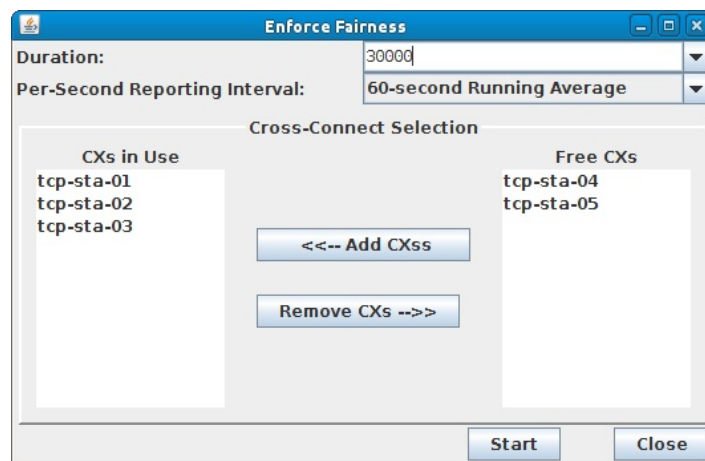 Enforce Fairness
Duration: 30000
Per-Second Reporting Interval: 60-second Running Average
Cross-Connect Selection
CXs in Use
tcp-sta-01
tcp-sta-02
tcp-sta-03
<<-- Add CXss
Remove CXs -->>
Free CXs
tcp-sta-04
tcp-sta-05
Start
Close